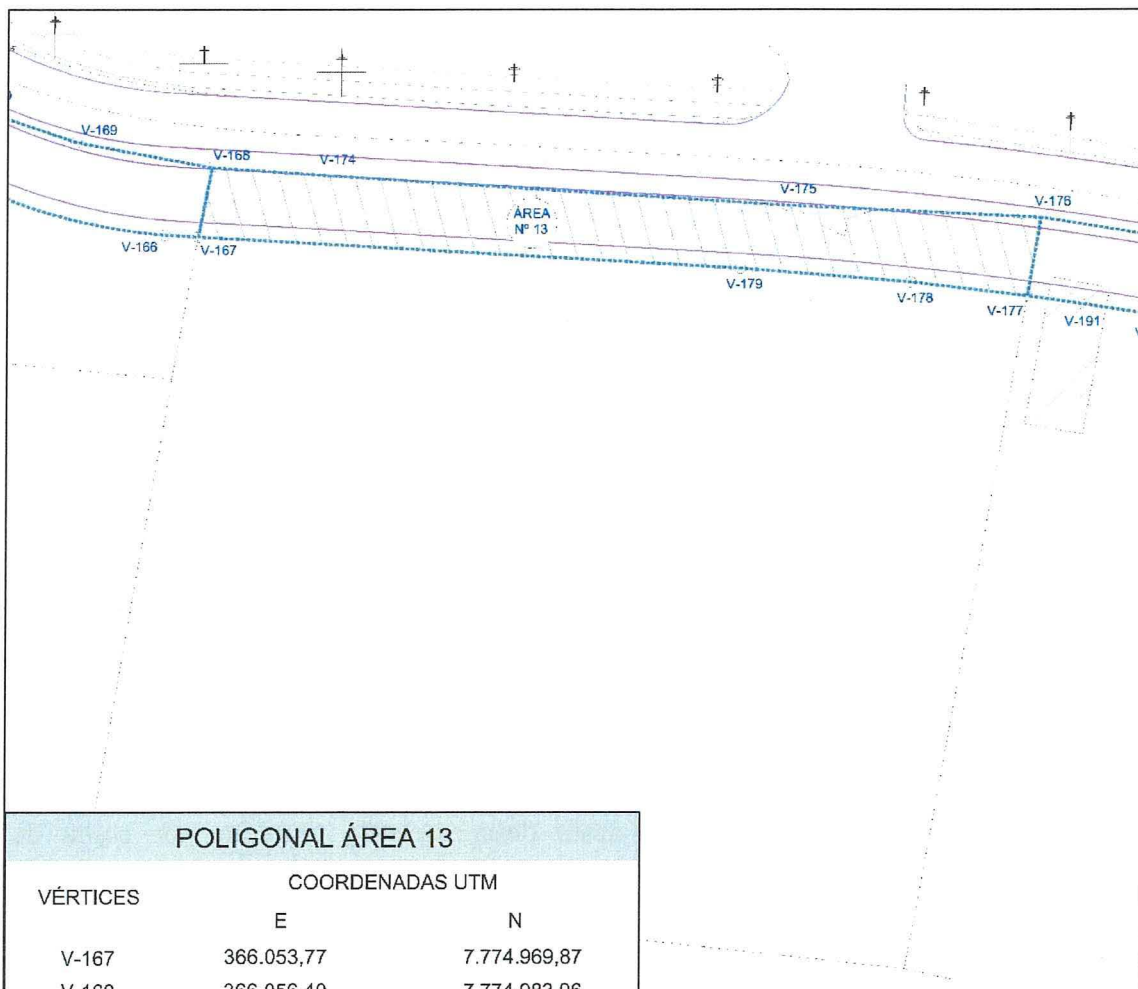 V-169
V-168
V-174
V-175
V-176
ÁREA
Nº 13
V-166
V-167
V-179
V-178
V-177
V-191
POLIGONAL ÁREA 13
VÉRTICES
COORDENADAS UTM
E N
V-167 366.053,77 7.774.969,87